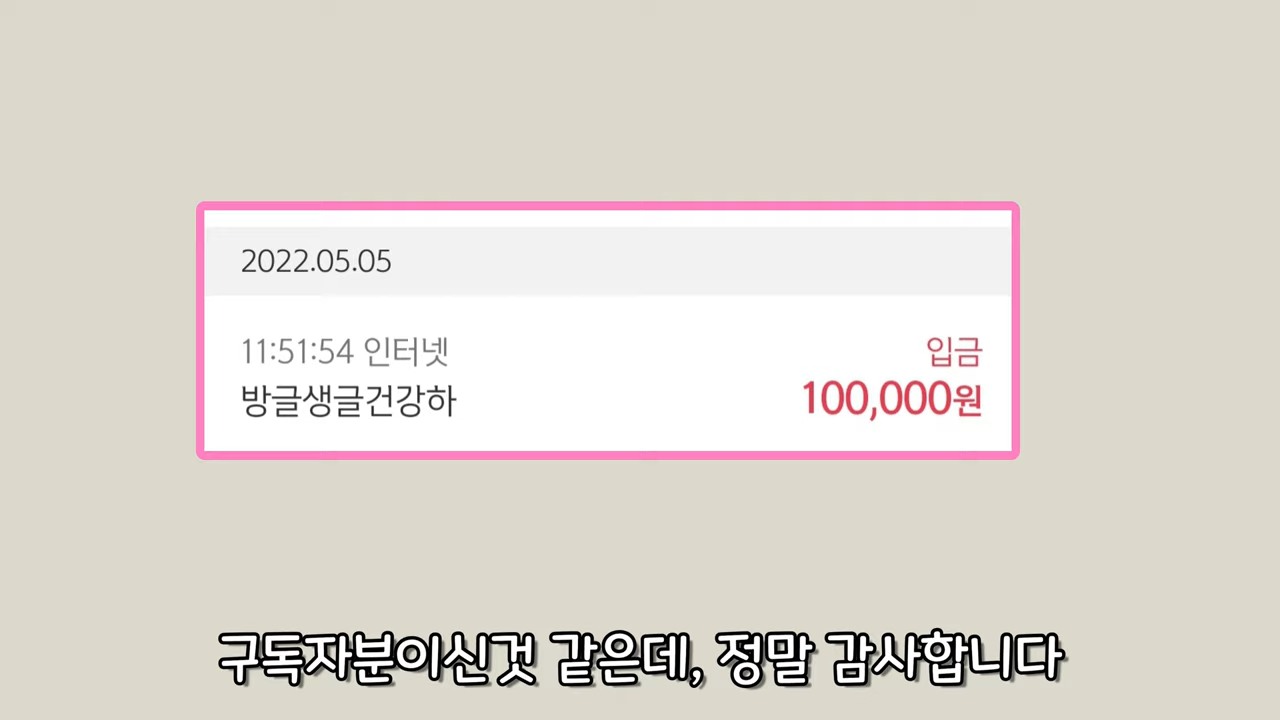 2022.05.05
11:51:54 인터넷 입금
방글생글건강하 100,000원
구독자분이신것 같은데, 정말 감사합니다